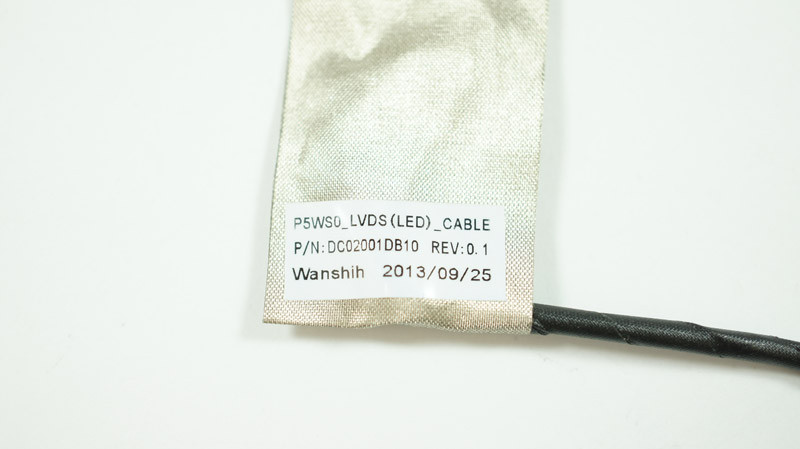 P5WS0_LVDS(LED)_CABLE
P/N:DC02001DB10 REV:0.1
Wanshih 2013/09/25